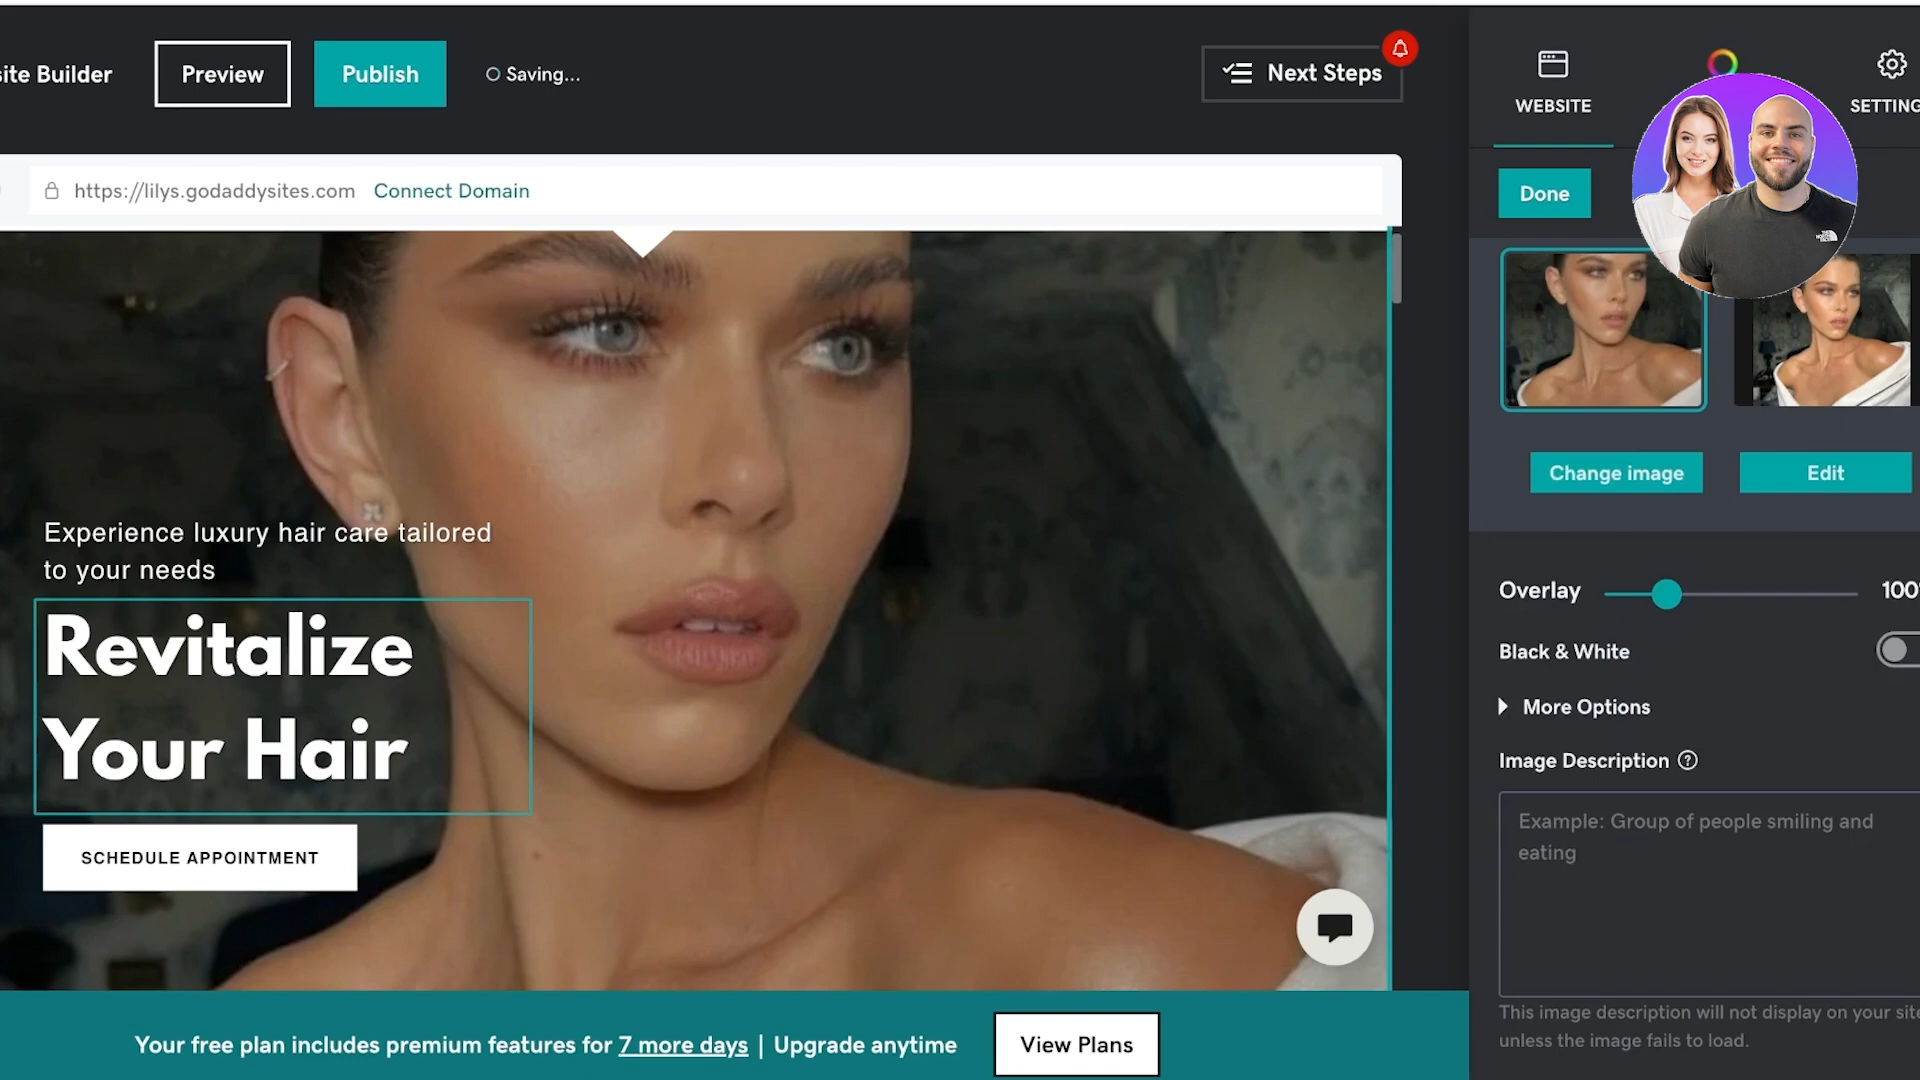 site Builder
Preview
Publish
Saving...
Next Steps
WEBSITE
SETTING
https://lilys.godaddysites.com
Connect Domain
Done
Change image
Edit
Experience luxury hair care tailored
to your needs
Revitalize
Your Hair
SCHEDULE APPOINTMENT
Overlay
100%
Black & White
More Options
Image Description
Example: Group of people smiling and
eating
This image description will not display on your site
unless the image fails to load.
Your free plan includes premium features for 7 more days | Upgrade anytime
View Plans